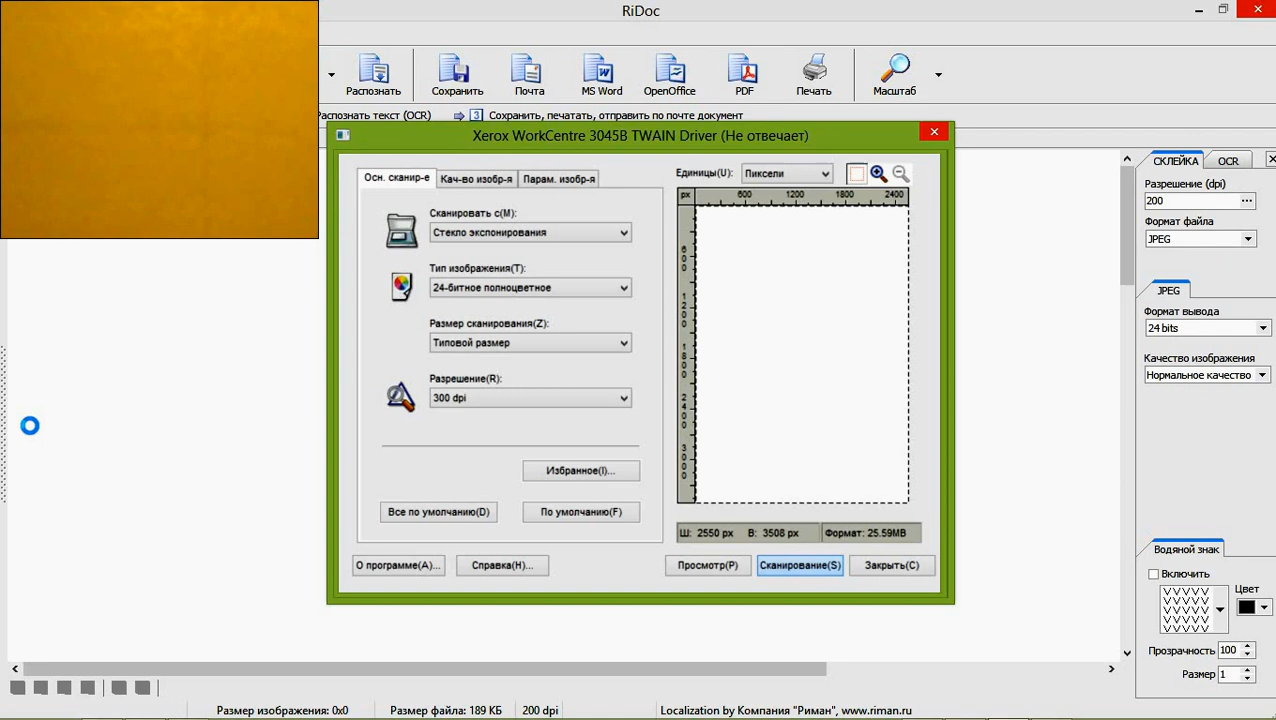 RiDoc
Распознать Сохранить Почта MS Word OpenOffice PDF Печать Масштаб
Распознать текст (OCR) 3 Сохранить, печатать, отправить по почте документ
Xerox WorkCentre 3045B TWAIN Driver (Не отвечает)
Осн. сканир-е Кач-во изобр-я Парам. изобр-я
Единицы(U): Пиксели
px 600 1200 1800 2400
600
1200
1800
2400
3000
Сканировать с(M):
Стекло экспонирования
Тип изображения(T):
24-битное полноцветное
Размер сканирования(Z):
Типовой размер
Разрешение(R):
300 dpi
Избранное(I)...
Все по умолчанию(D) По умолчанию(F)
Ш: 2550 px В: 3508 px Формат: 25.59MB
О программе(A)... Справка(H)... Просмотр(P) Сканирование(S) Закрыть(C)
СКЛЕЙКА OCR
Разрешение (dpi)
200 ...
Формат файла
JPEG
JPEG
Формат вывода
24 bits
Качество изображения
Нормальное качество
Водяной знак
Включить
Цвет
Прозрачность 100
Размер 1
Размер изображения: 0x0 Размер файла: 189 КБ 200 dpi Localization by Компания "Риман", www.riman.ru